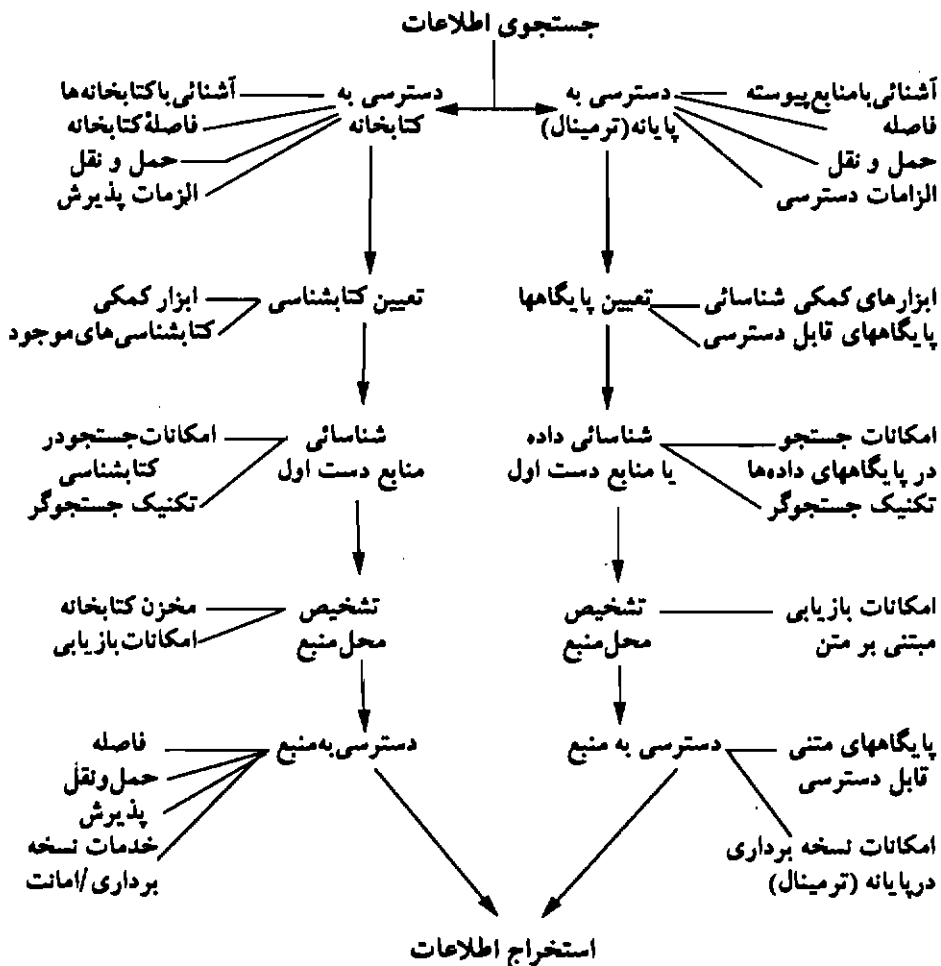 جستجوی اطلاعات
آشنائی با منابع پیوسته
فاصله
حمل و نقل
الزامات دسترسی
دسترسی به
پایانه (ترمینال)
دسترسی به
کتابخانه
آشنائی با کتابخانه‌ها
فاصلهٔ کتابخانه
حمل و نقل
الزمات پذیرش
ابزارهای کمکی شناسائی
پایگاههای قابل دسترسی
تعیین پایگاهها
تعیین کتابشناسی
ابزار کمکی
کتابشناسی‌های موجود
امکانات جستجو
در پایگاههای داده‌ها
تکنیک جستجوگر
شناسائی داده
یا منابع دست اول
شناسائی
منابع دست اول
امکانات جستجو در
کتابشناسی
تکنیک جستجوگر
امکانات بازیابی
مبتنی بر متن
تشخیص
محل منبع
تشخیص
محل منبع
مخزن کتابخانه
امکانات بازیابی
پایگاههای متنی
قابل دسترسی
امکانات نسخه برداری
در پایانه (ترمینال)
دسترسی به منبع
دسترسی به منبع
فاصله
حمل و نقل
پذیرش
خدمات نسخه
برداری/امانت
استخراج اطلاعات